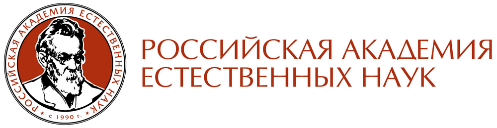 РОССИЙСКАЯ АКАДЕМИЯ ЕСТЕСТВЕННЫХ НАУК
с 1990 г.
РОССИЙСКАЯ АКАДЕМИЯ
ЕСТЕСТВЕННЫХ НАУК